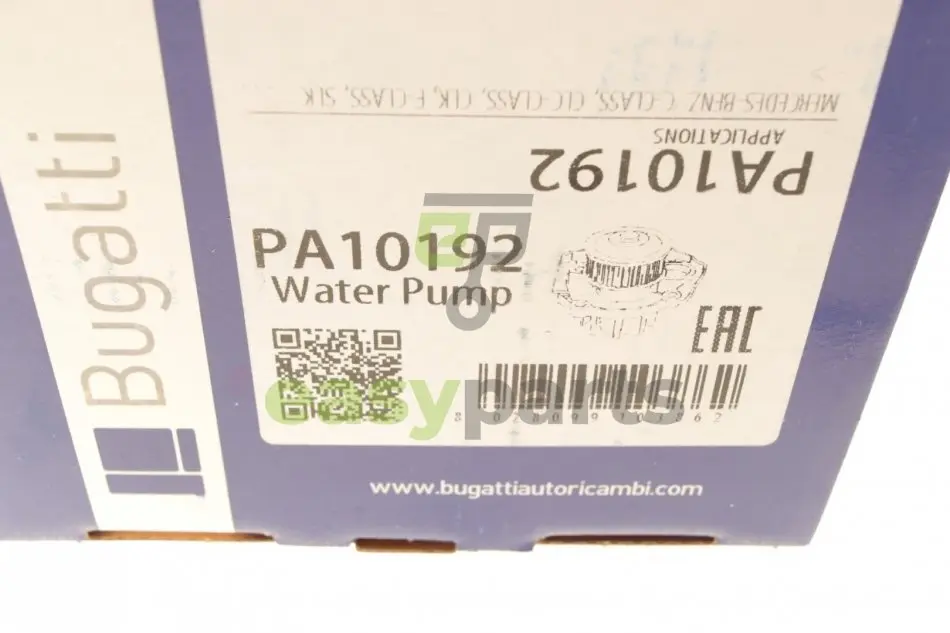 Bugatti
MERCEDES-BENZ C-CLASS, CLC-CLASS, CLK, E-CLASS, SLK
APPLICATIONS
PA10192
PA10192
Water Pump
EAC
easyparts
www.bugattiautoricambi.com